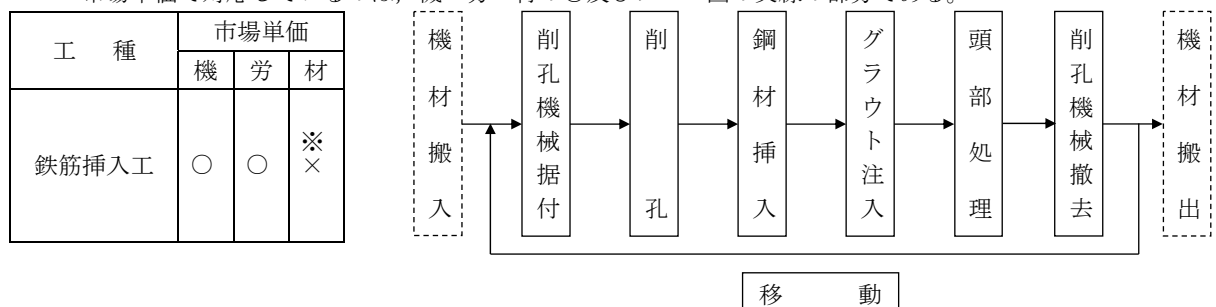 工　種
市場単価
機　労　材
鉄筋挿入工　○　○　※×
機材搬入
削孔機械据付
削孔
鋼材挿入
グラウト注入
頭部処理
削孔機械撤去
機材搬出
移　動